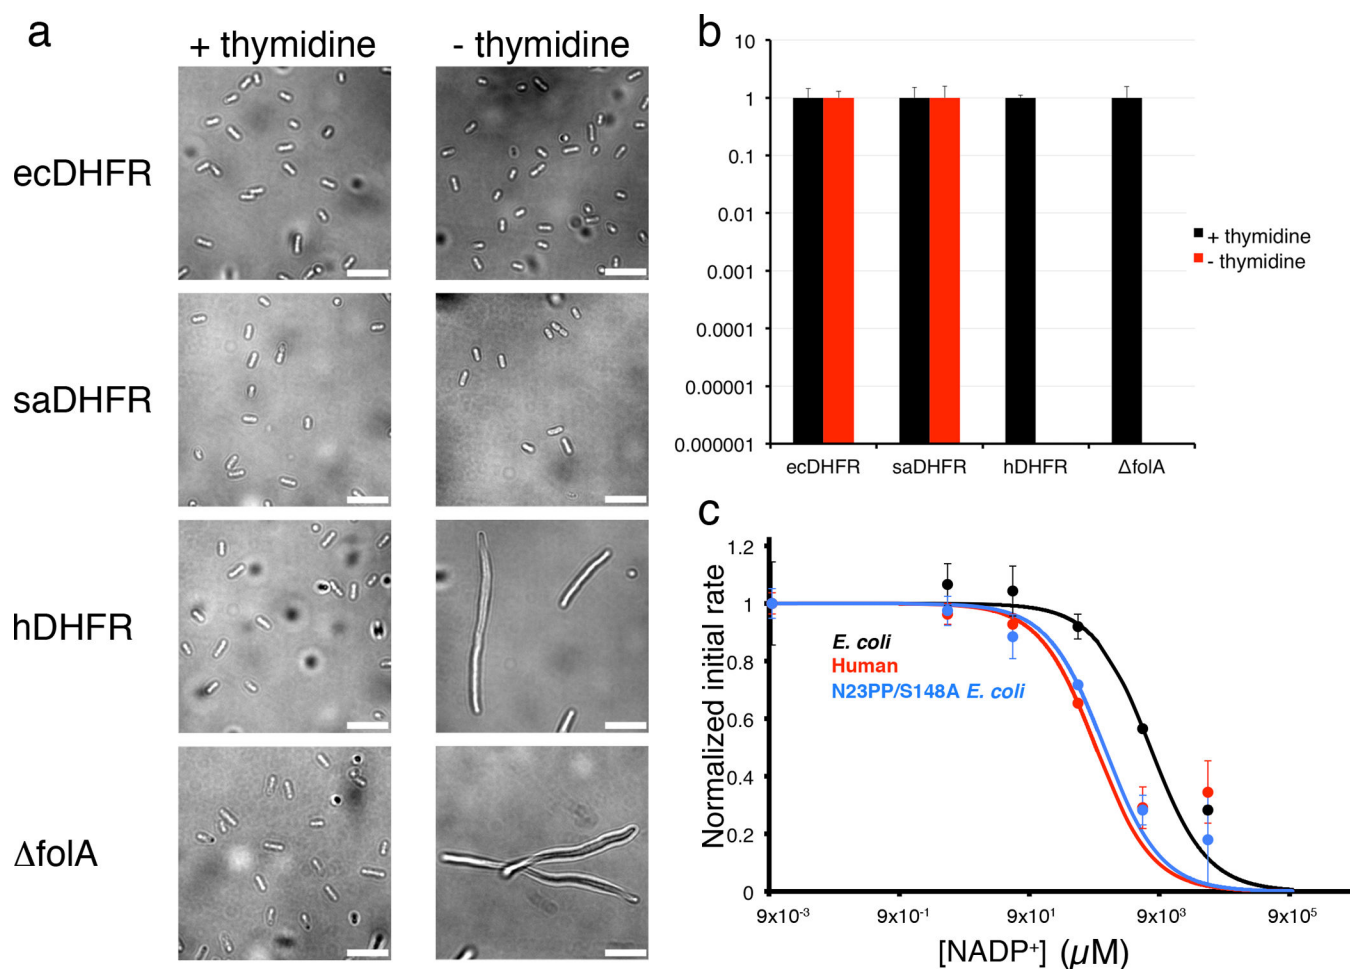 a
+ thymidine
- thymidine
ecDHFR
saDHFR
hDHFR
ΔfolA
b
10
1
0.1
0.01
0.001
0.0001
0.00001
0.000001
ecDHFR saDHFR hDHFR ΔfolA
+ thymidine
- thymidine
c
Normalized initial rate
1.2
1
0.8
0.6
0.4
0.2
0
E. coli
Human
N23PP/S148A E. coli
9x10⁻³ 9x10⁻¹ 9x10¹ 9x10³ 9x10⁵
[NADP⁺] (µM)